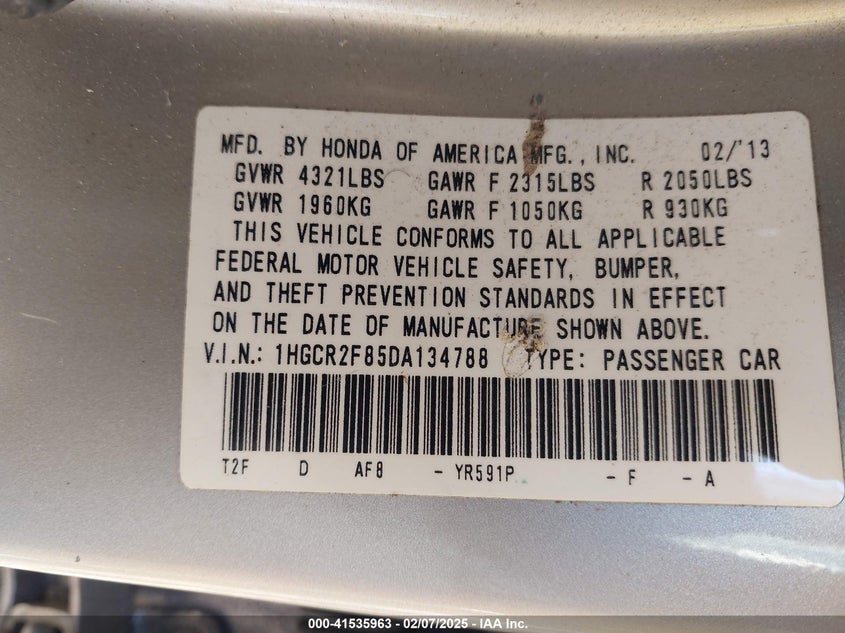 MFD. BY HONDA OF AMERICA MFG., INC. 02/'13
GVWR 4321LBS GAWR F 2315LBS R 2050LBS
GVWR 1960KG GAWR F 1050KG R 930KG
THIS VEHICLE CONFORMS TO ALL APPLICABLE
FEDERAL MOTOR VEHICLE SAFETY, BUMPER,
AND THEFT PREVENTION STANDARDS IN EFFECT
ON THE DATE OF MANUFACTURE SHOWN ABOVE.
V.I.N.: 1HGCR2F85DA134788 TYPE: PASSENGER CAR
T2F D AF8 - YR591P - F - A
000-41535963 - 02/07/2025 - IAA Inc.